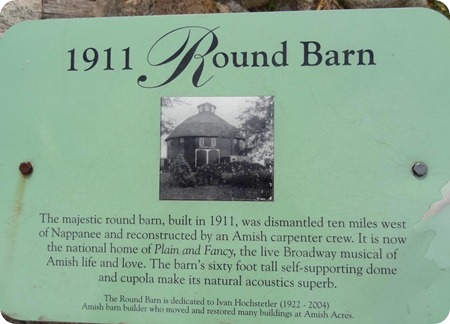 1911 Round Barn
The majestic round barn, built in 1911, was dismantled ten miles west
of Nappanee and reconstructed by an Amish carpenter crew. It is now
the national home of Plain and Fancy, the live Broadway musical of
Amish life and love. The barn's sixty foot tall self-supporting dome
and cupola make its natural acoustics superb.
The Round Barn is dedicated to Ivan Hochstetler (1922 - 2004)
Amish barn builder who moved and restored many buildings at Amish Acres.